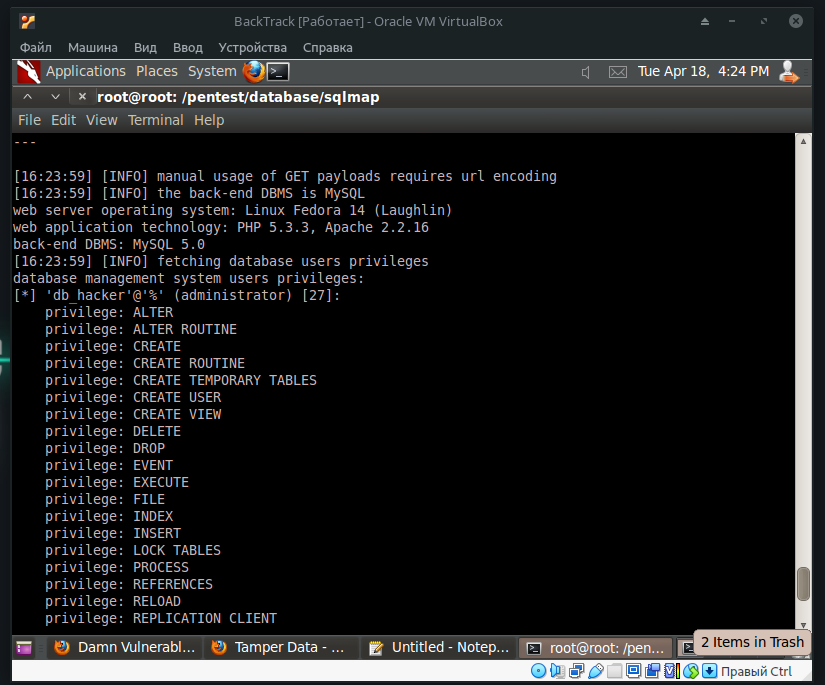 BackTrack [Работает] - Oracle VM VirtualBox
Файл Машина Вид Ввод Устройства Справка
Applications Places System Tue Apr 18, 4:24 PM
root@root: /pentest/database/sqlmap
File Edit View Terminal Help
---
[16:23:59] [INFO] manual usage of GET payloads requires url encoding
[16:23:59] [INFO] the back-end DBMS is MySQL
web server operating system: Linux Fedora 14 (Laughlin)
web application technology: PHP 5.3.3, Apache 2.2.16
back-end DBMS: MySQL 5.0
[16:23:59] [INFO] fetching database users privileges
database management system users privileges:
[*] 'db_hacker'@'%' (administrator) [27]:
privilege: ALTER
privilege: ALTER ROUTINE
privilege: CREATE
privilege: CREATE ROUTINE
privilege: CREATE TEMPORARY TABLES
privilege: CREATE USER
privilege: CREATE VIEW
privilege: DELETE
privilege: DROP
privilege: EVENT
privilege: EXECUTE
privilege: FILE
privilege: INDEX
privilege: INSERT
privilege: LOCK TABLES
privilege: PROCESS
privilege: REFERENCES
privilege: RELOAD
privilege: REPLICATION CLIENT
Damn Vulnerabl... Tamper Data - ... Untitled - Notep... root@root: /pen... 2 Items in Trash
Правый Ctrl